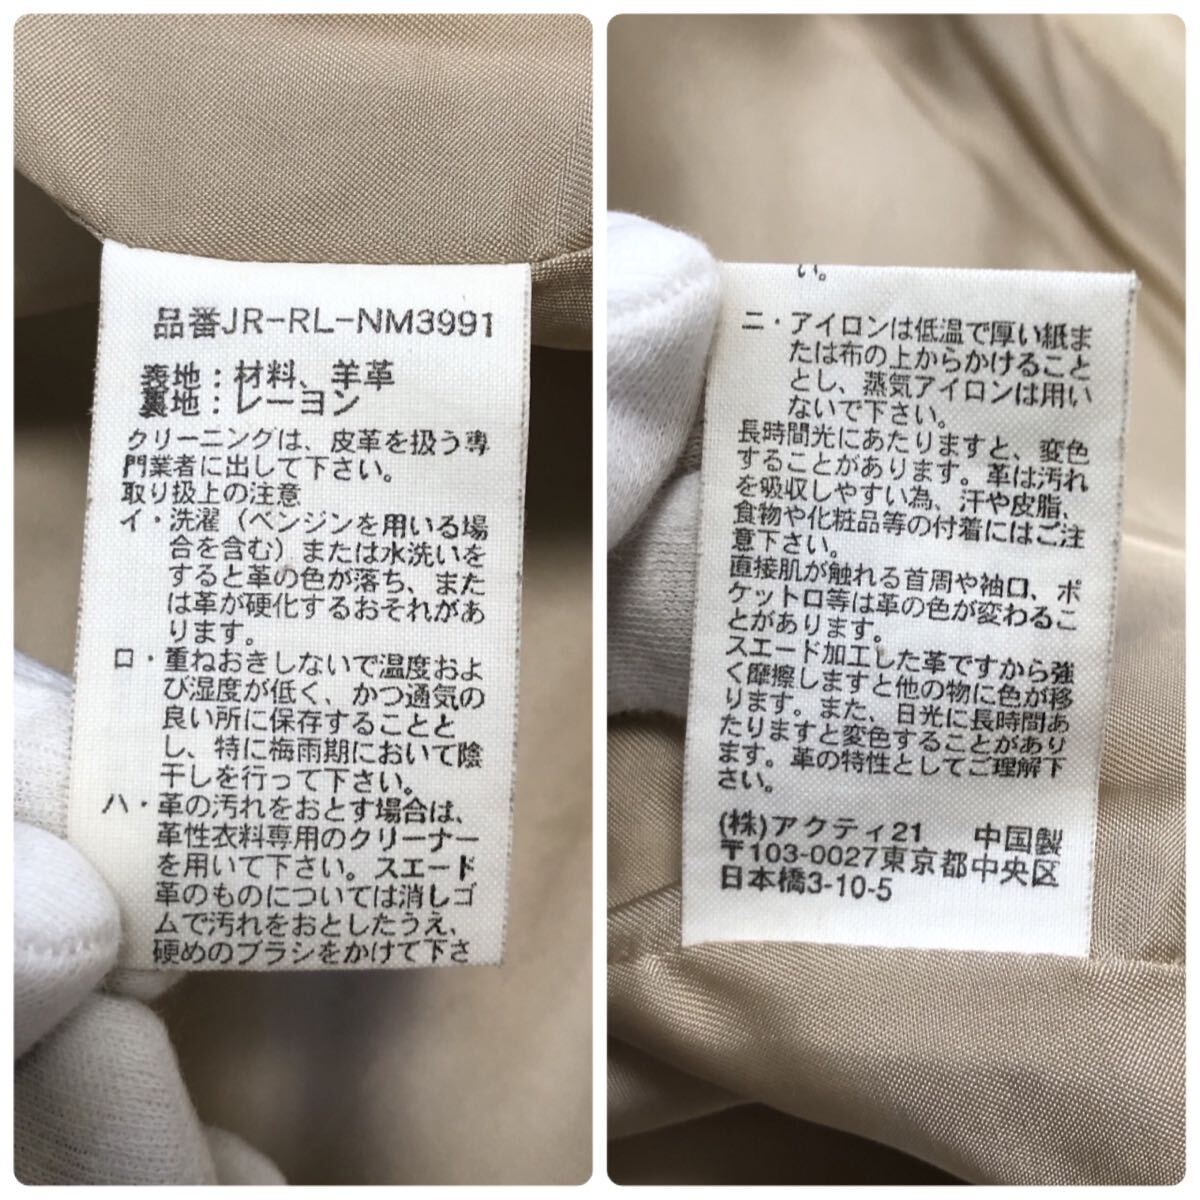 品番JR-RL-NM3991
表地：材料、羊革
裏地：レーヨン
クリーニングは、皮革を扱う専
門業者に出して下さい。
取り扱上の注意
イ・洗濯（ベンジンを用いる場
合を含む）または水洗いを
すると革の色が落ち、また
は革が硬化するおそれがあ
ります。
ロ・重ねおきしないで温度およ
び湿度が低く、かつ通気の
良い所に保存することと
し、特に梅雨期において陰
干しを行って下さい。
ハ・革の汚れをおとす場合は、
革性衣料専用のクリーナー
を用いて下さい。スエード
革のものについては消しゴ
ムで汚れをおとしたうえ、
硬めのブラシをかけて下さ
い。
ニ・アイロンは低温で厚い紙ま
たは布の上からかけること
とし、蒸気アイロンは用い
ないで下さい。
長時間光にあたりますと、変色
することがあります。革は汚れ
を吸収しやすい為、汗や皮脂、
食物や化粧品等の付着にはご注
意下さい。
直接肌が触れる首周や袖口、ポ
ケットロ等は革の色が変わるこ
とがあります。
スエード加工した革ですから強
く摩擦しますと他の物に色が移
ります。また、日光に長時間あ
たりますと変色することがあり
ます。革の特性としてご理解下
さい。
(株)アクティ21 中国製
〒103-0027東京都中央区
日本橋3-10-5